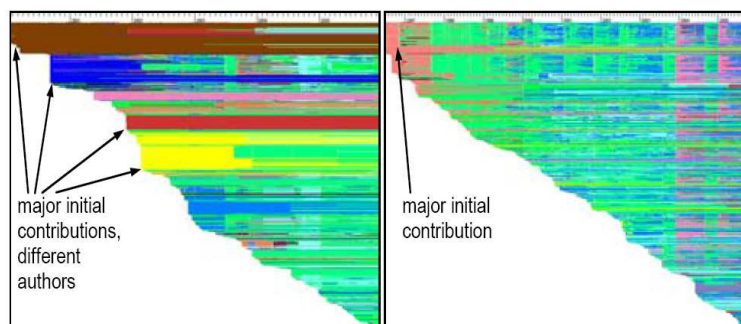 major initial
contributions,
different
authors
major initial
contribution